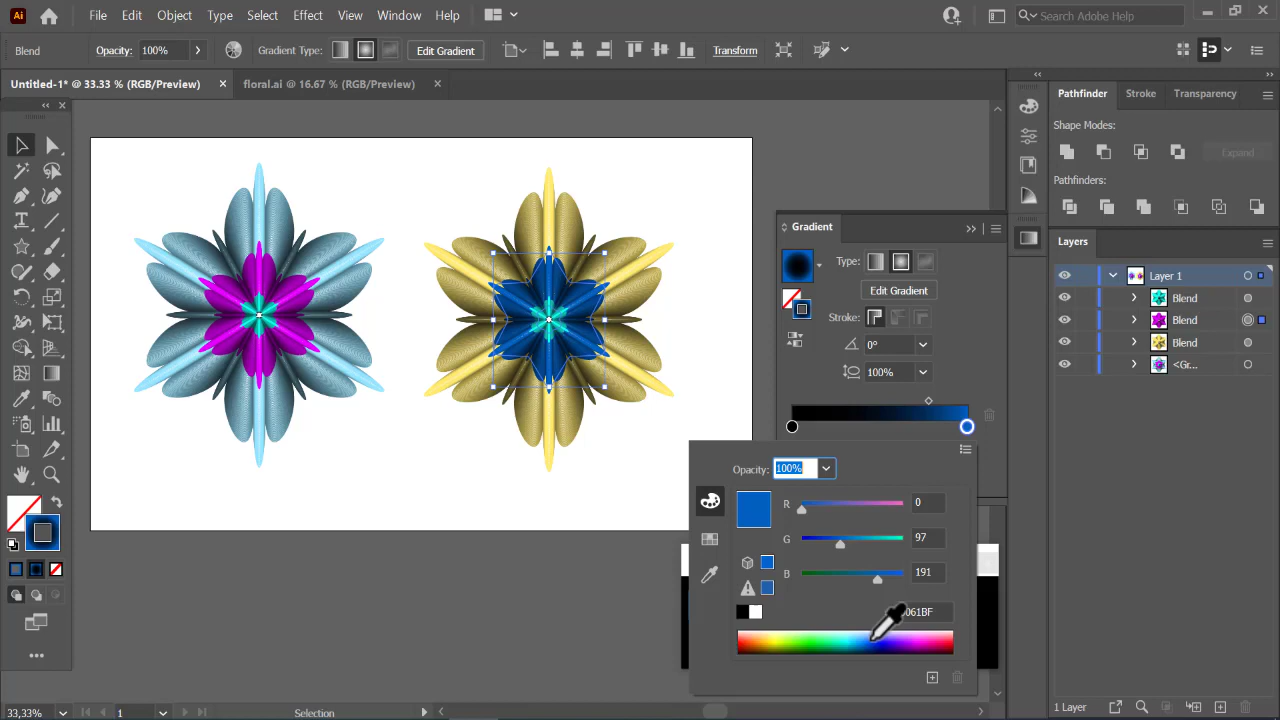 Ai File Edit Object Type Select Effect View Window Help Search Adobe Help
Blend Opacity: 100% Gradient Type: Edit Gradient Transform
Untitled-1* @ 33.33 % (RGB/Preview) × floral.ai @ 16.67 % (RGB/Preview) ×
Pathfinder Stroke Transparency
Shape Modes:
Expand
Pathfinders:
Gradient
Type:
Edit Gradient
Stroke:
0°
100%
Layers
Layer 1
Blend
Blend
Blend
<Gr...
Opacity: 100%
R 0
G 97
B 191
061BF
1 Layer
33,33% 1 Selection